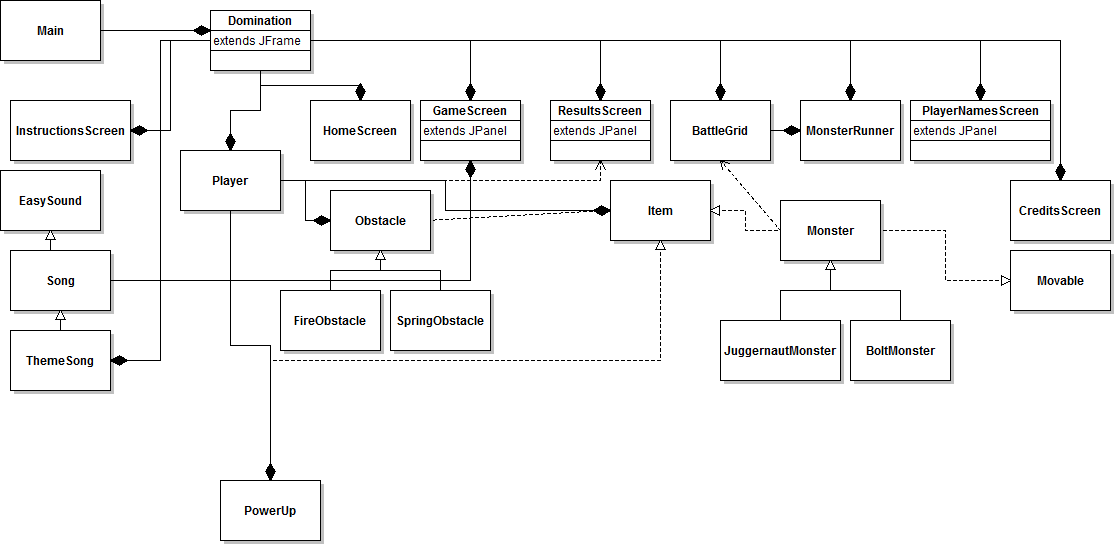 Main
Domination
extends JFrame
InstructionsScreen
HomeScreen
GameScreen
extends JPanel
ResultsScreen
extends JPanel
BattleGrid
MonsterRunner
PlayerNamesScreen
extends JPanel
EasySound
Player
Obstacle
Item
Monster
CreditsScreen
Song
Movable
FireObstacle
SpringObstacle
ThemeSong
JuggernautMonster
BoltMonster
PowerUp